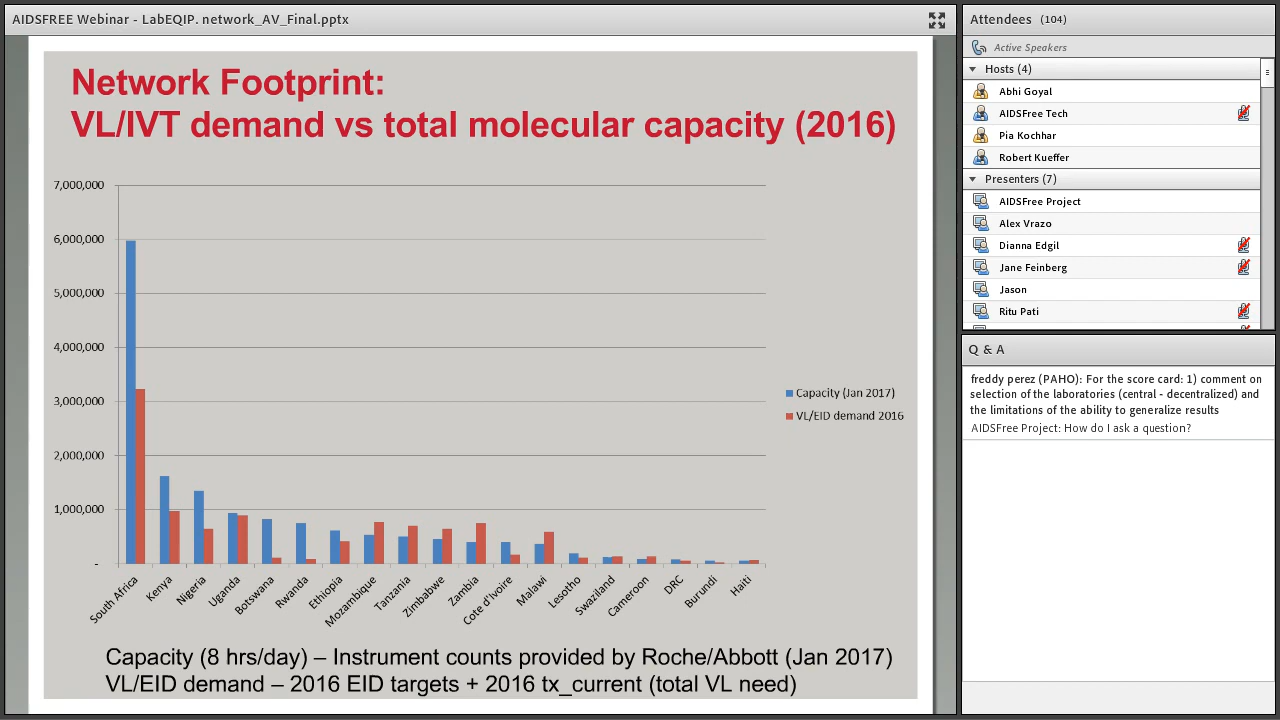 AIDSFREE Webinar - LabEQIP. network_AV_Final.pptx
Network Footprint:
VL/IVT demand vs total molecular capacity (2016)
7,000,000
6,000,000
5,000,000
4,000,000
3,000,000
2,000,000
1,000,000
-
South Africa
Kenya
Nigeria
Uganda
Botswana
Rwanda
Ethiopia
Mozambique
Tanzania
Zimbabwe
Zambia
Cote d'Ivoire
Malawi
Lesotho
Swaziland
Cameroon
DRC
Burundi
Haiti
Capacity (Jan 2017)
VL/EID demand 2016
Capacity (8 hrs/day) – Instrument counts provided by Roche/Abbott (Jan 2017)
VL/EID demand – 2016 EID targets + 2016 tx_current (total VL need)
Attendees (104)
Active Speakers
Hosts (4)
Abhi Goyal
AIDSFree Tech
Pia Kochhar
Robert Kueffer
Presenters (7)
AIDSFree Project
Alex Vrazo
Dianna Edgil
Jane Feinberg
Jason
Ritu Pati
Q & A
freddy perez (PAHO): For the score card: 1) comment on
selection of the laboratories (central - decentralized) and
the limitations of the ability to generalize results
AIDSFree Project: How do I ask a question?